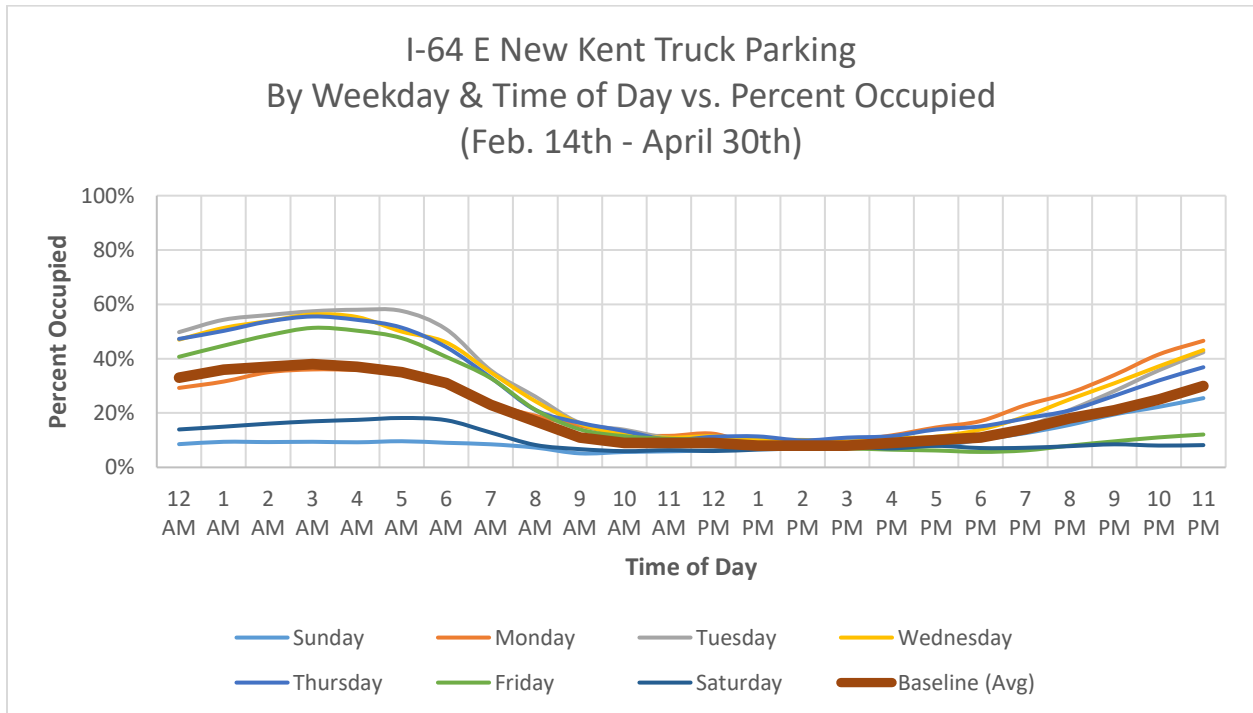 I-64 E New Kent Truck Parking
By Weekday & Time of Day vs. Percent Occupied
(Feb. 14th - April 30th)
100%
80%
60%
40%
20%
0%
Percent Occupied
12 1 2 3 4 5 6 7 8 9 10 11 12 1 2 3 4 5 6 7 8 9 10 11
AM AM AM AM AM AM AM AM AM AM AM AM PM PM PM PM PM PM PM PM PM PM PM PM
Time of Day
Sunday Monday Tuesday Wednesday
Thursday Friday Saturday Baseline (Avg)